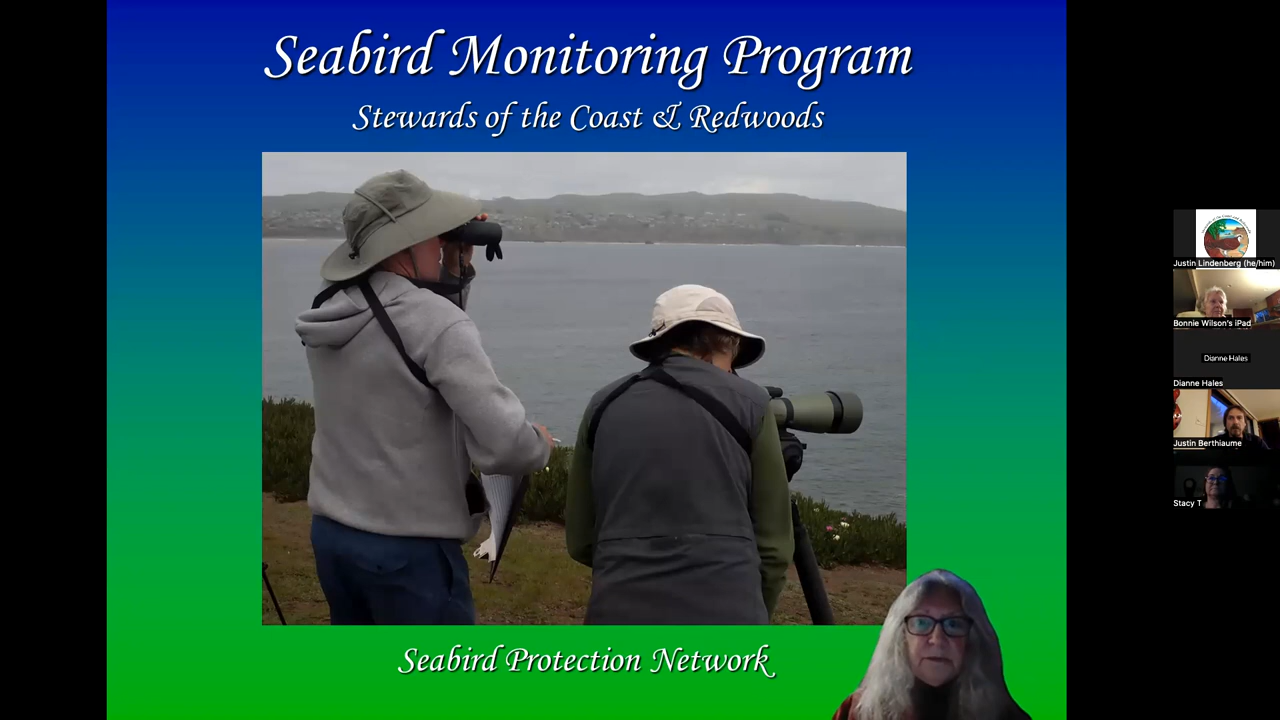 Seabird Monitoring Program
Stewards of the Coast & Redwoods
Seabird Protection Network
Justin Lindenberg (he/him)
Bonnie Wilson's iPad
Dianne Hales
Dianne Hales
Justin Berthiaume
Stacy T